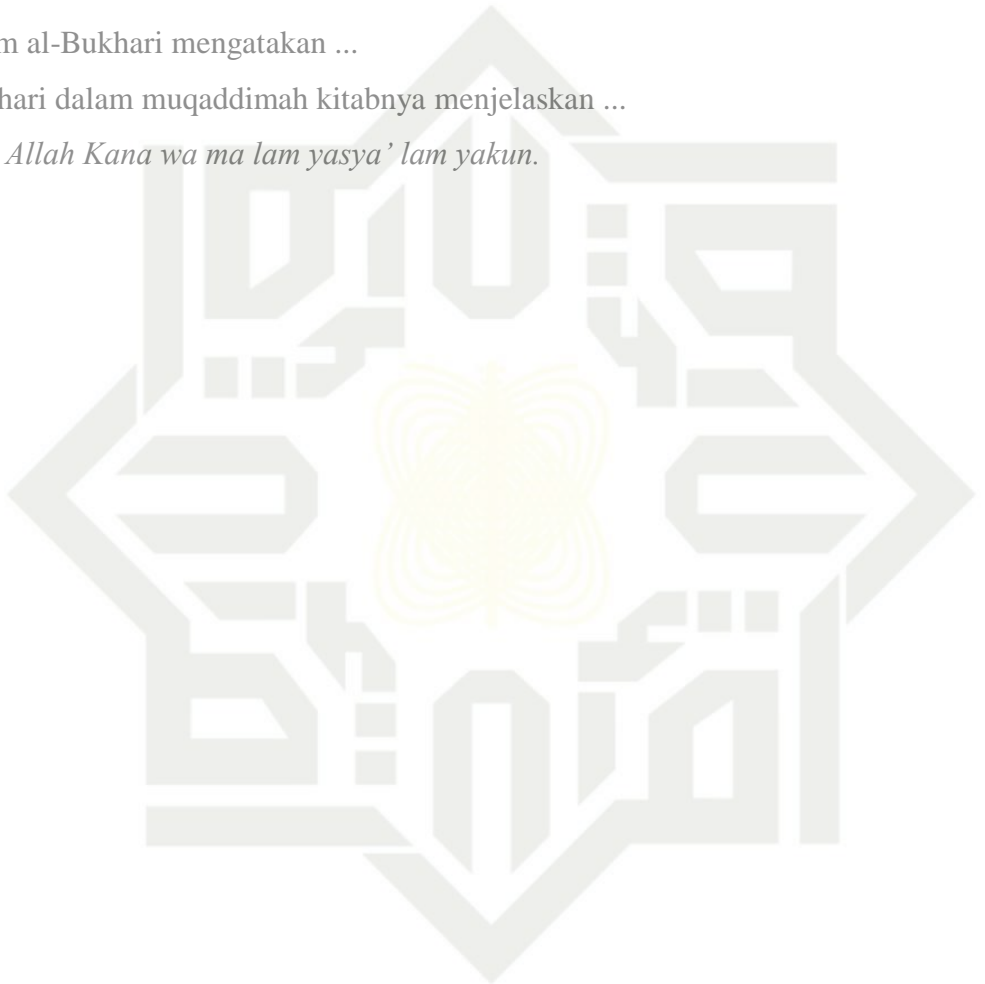 m al-Bukhari mengatakan ...
hari dalam muqaddimah kitabnya menjelaskan ...
Allah Kana wa ma lam yasya’ lam yakun.